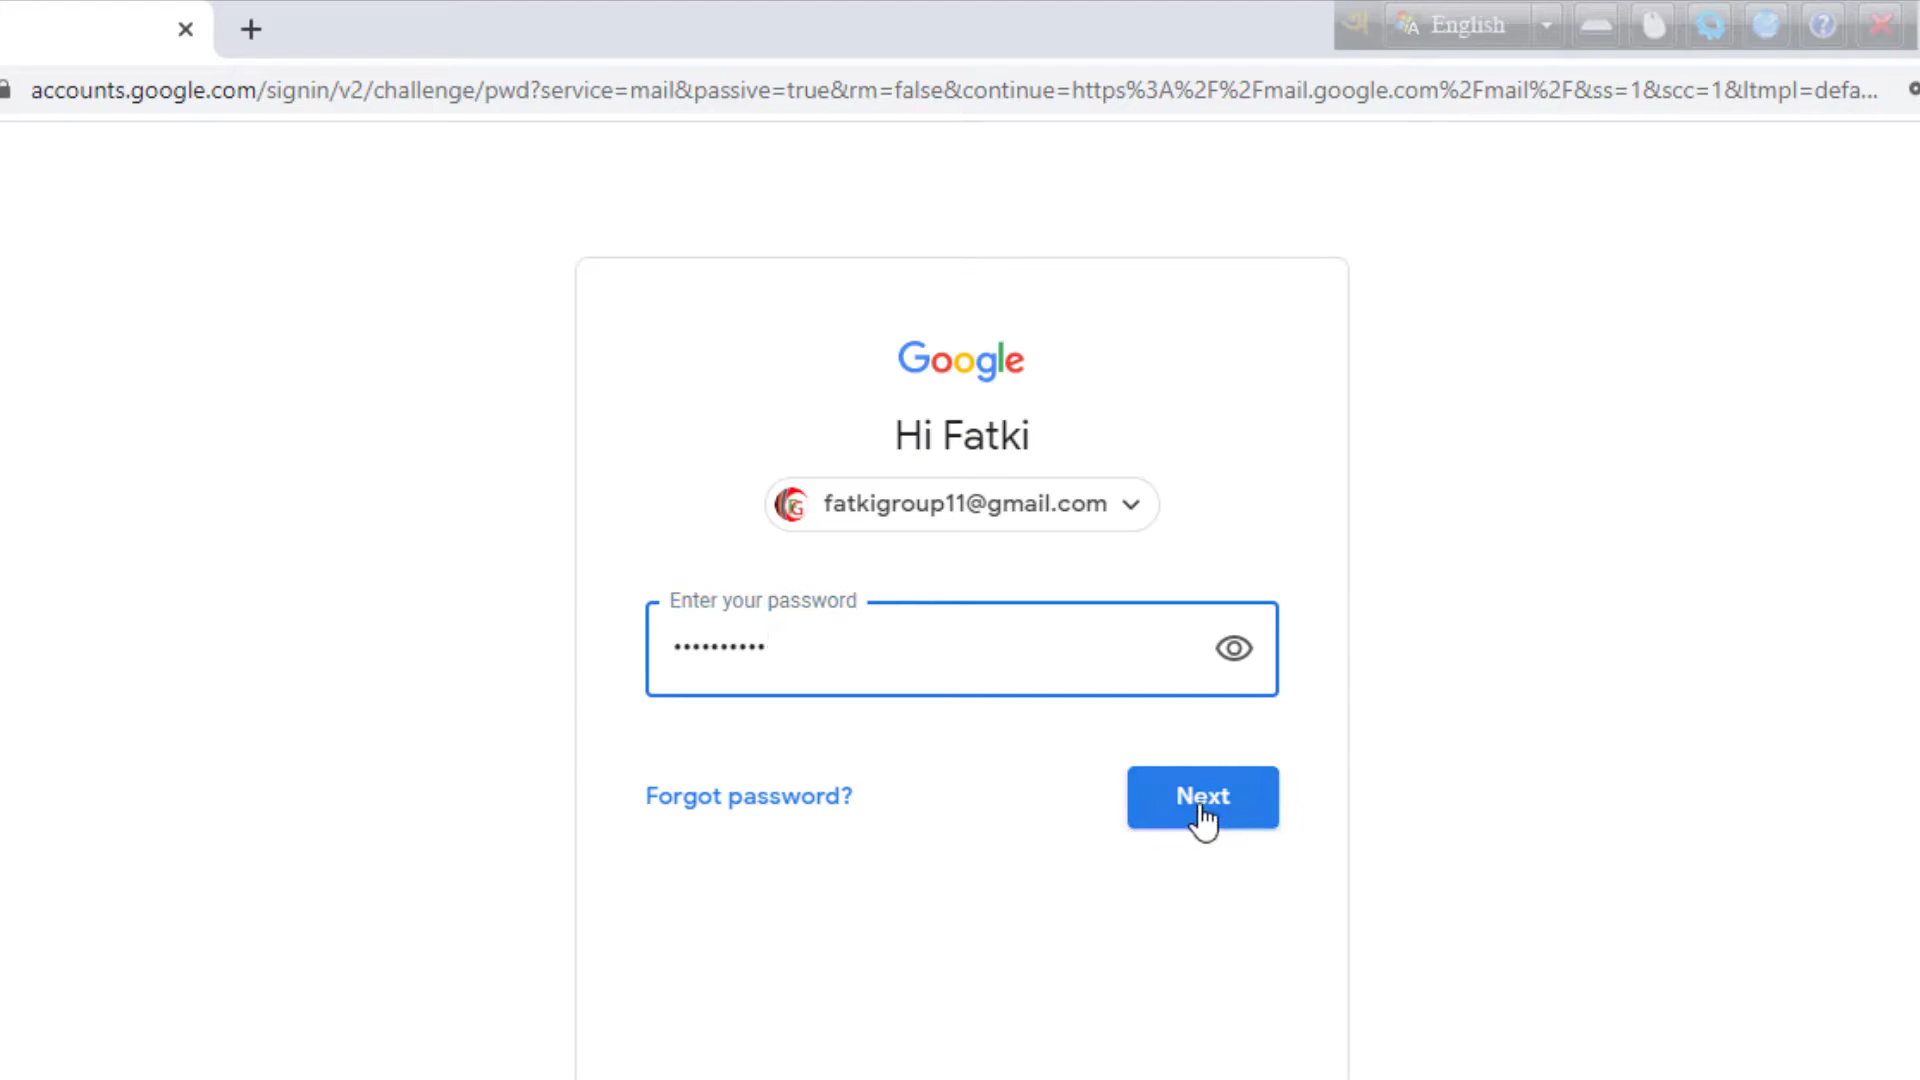 অ
English
accounts.google.com/signin/v2/challenge/pwd?service=mail&passive=true&rm=false&continue=https%3A%2F%2Fmail.google.com%2Fmail%2F&ss=1&scc=1&ltmpl=defa...
Google
Hi Fatki
fatkigroup11@gmail.com
Enter your password
••••••••••
Forgot password?
Next